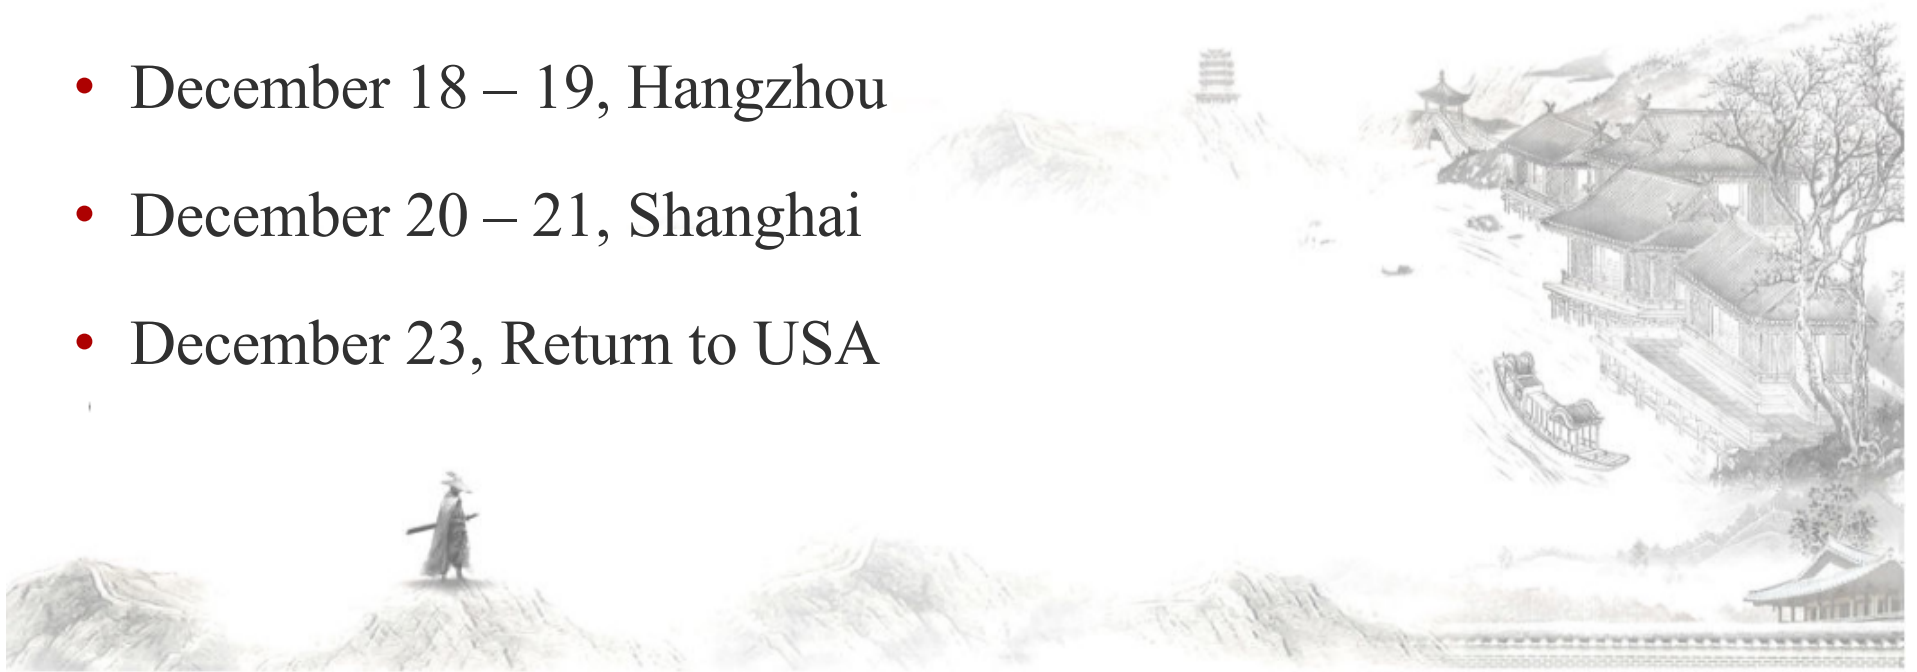 • December 18 – 19, Hangzhou
• December 20 – 21, Shanghai
• December 23, Return to USA